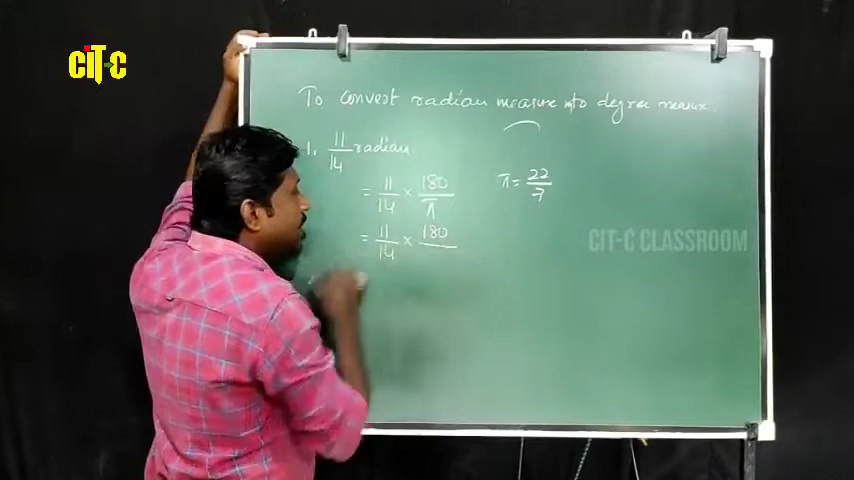 CiT-C
To convert radian measure into degree measure.
1. 11/14 radian
= 11/14 × 180/π π = 22/7
= 11/14 × 180
CIT-C CLASSROOM